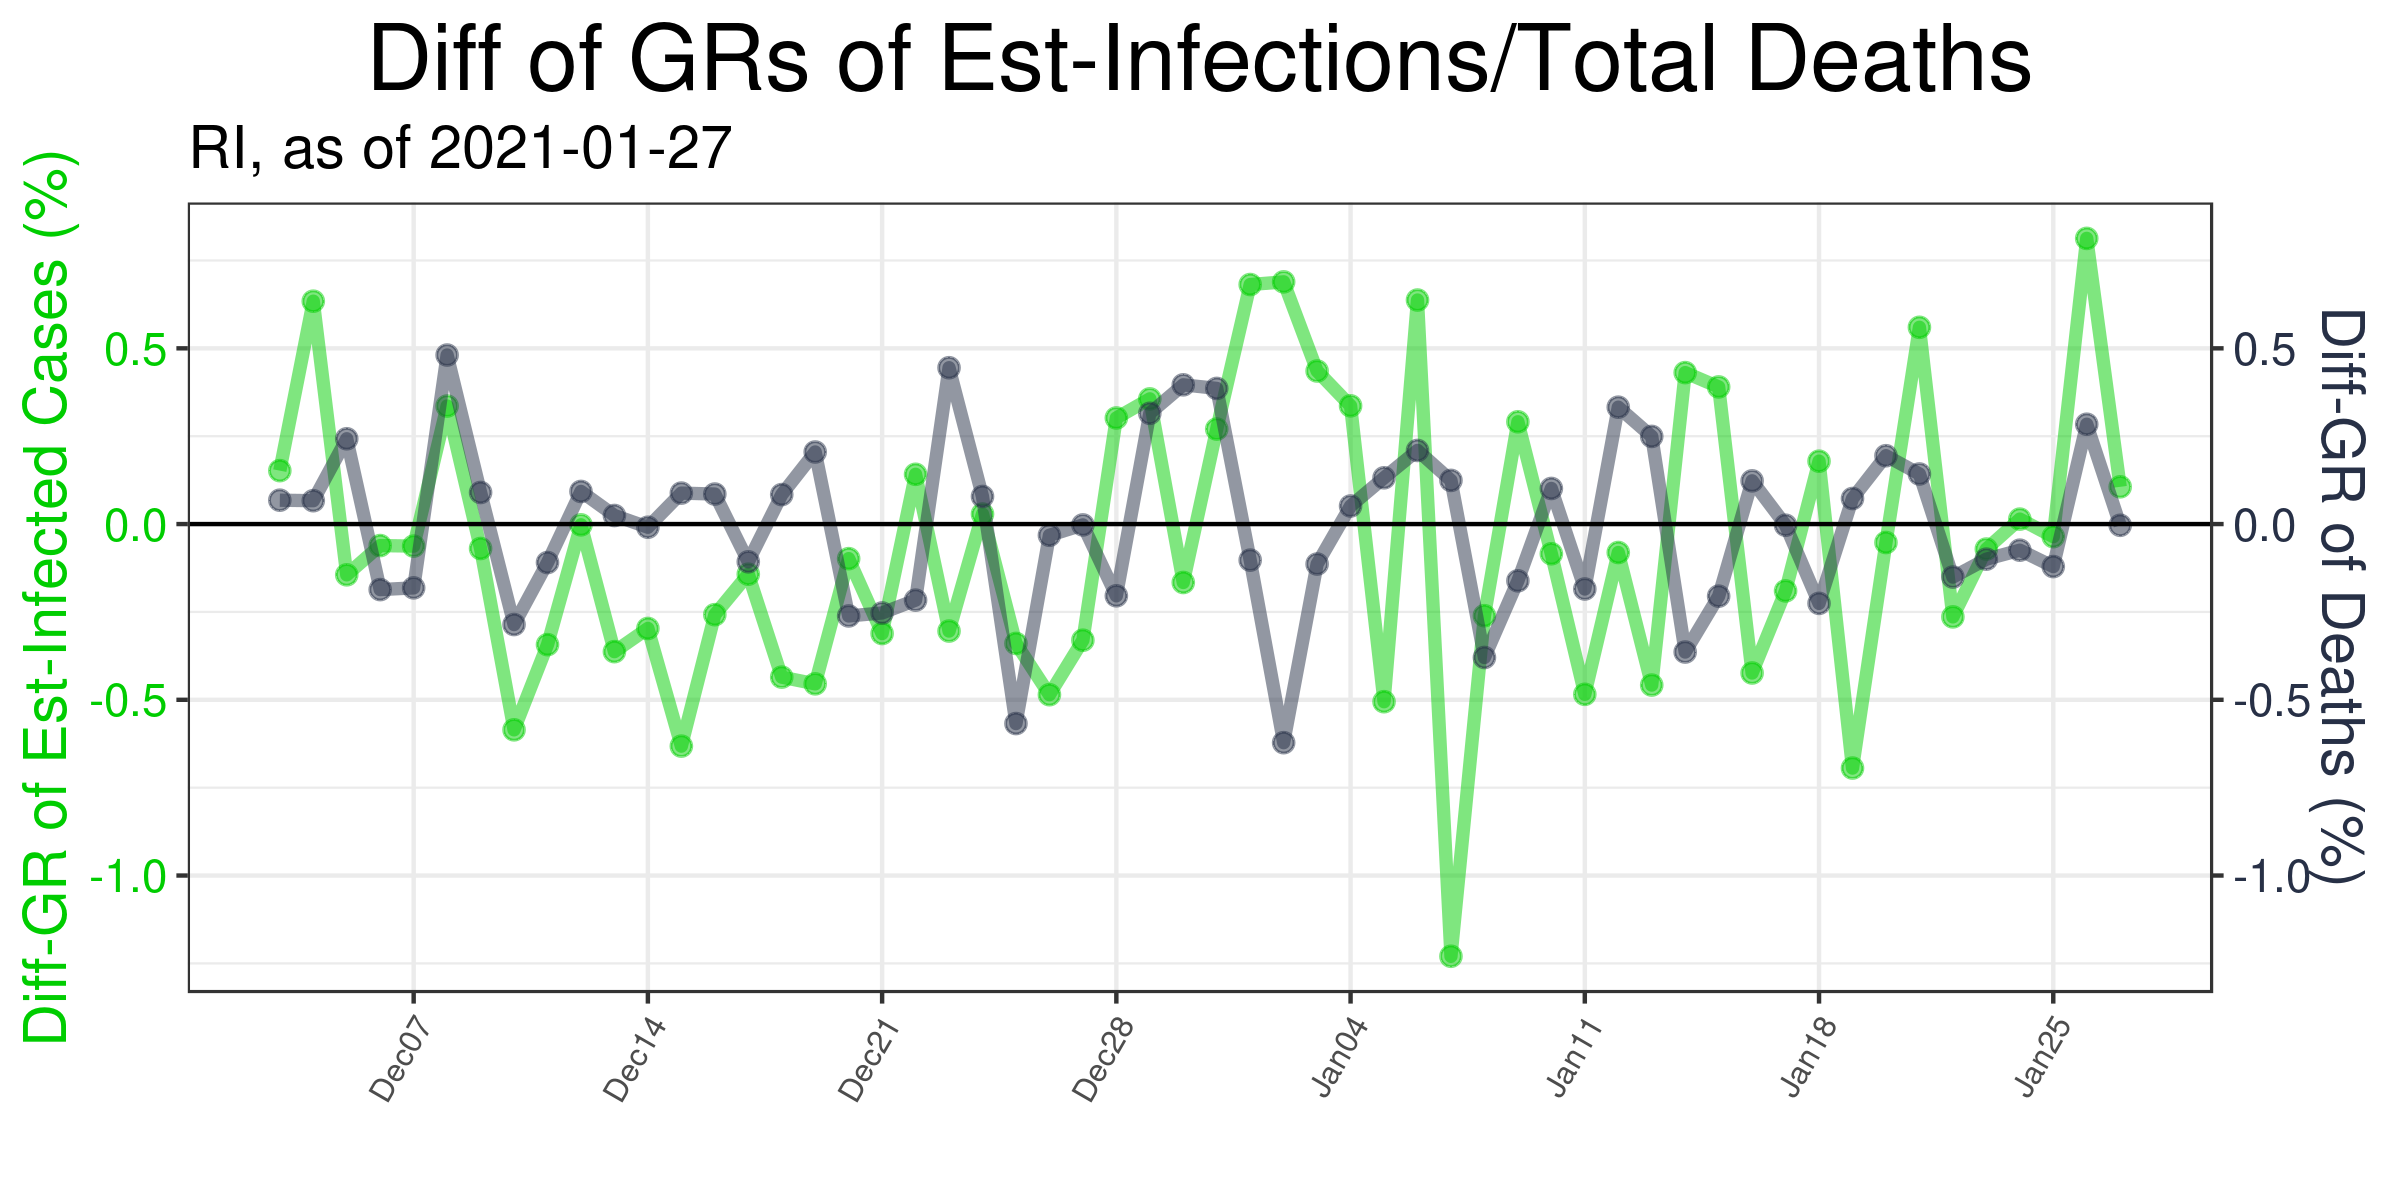 Diff of GRs of Est-Infections/Total Deaths
RI, as of 2021-01-27
Diff-GR of Est-Infected Cases (%)
0.5
0.0
-0.5
-1.0
0.5
0.0
-0.5
-1.0
Diff-GR of Deaths (%)
Dec07
Dec14
Dec21
Dec28
Jan04
Jan11
Jan18
Jan25